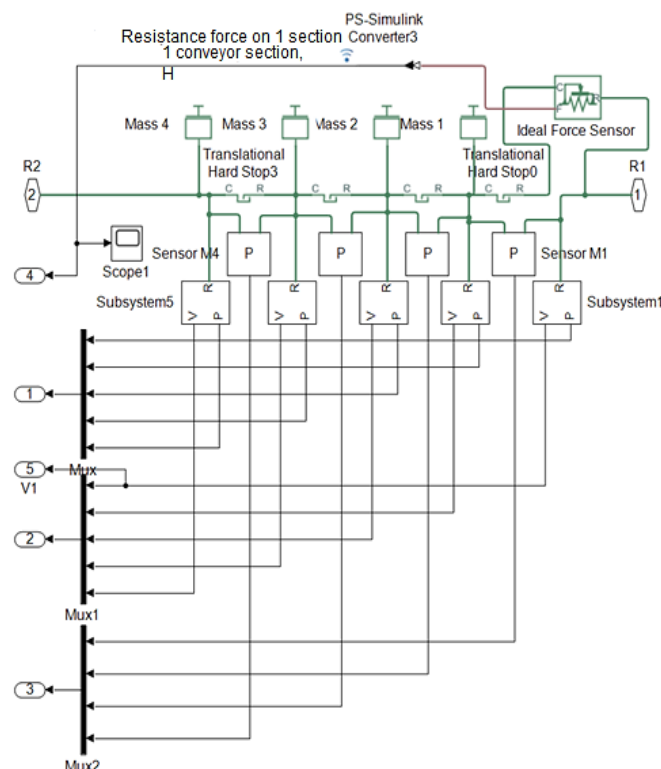 PS-Simulink
Converter3
Resistance force on 1 section
1 conveyor section,
H
C
R
F
Ideal Force Sensor
Mass 4
Mass 3
Mass 2
Mass 1
Translational
Hard Stop3
Translational
Hard Stop0
R2
2
R1
1
C R C R C R C R
Sensor M4
P P P P
Sensor M1
4
Scope1
Subsystem5
R R R R R
V P V P V P V P V P
Subsystem1
1
Mux
5
V1
2
Mux1
3
Mux2